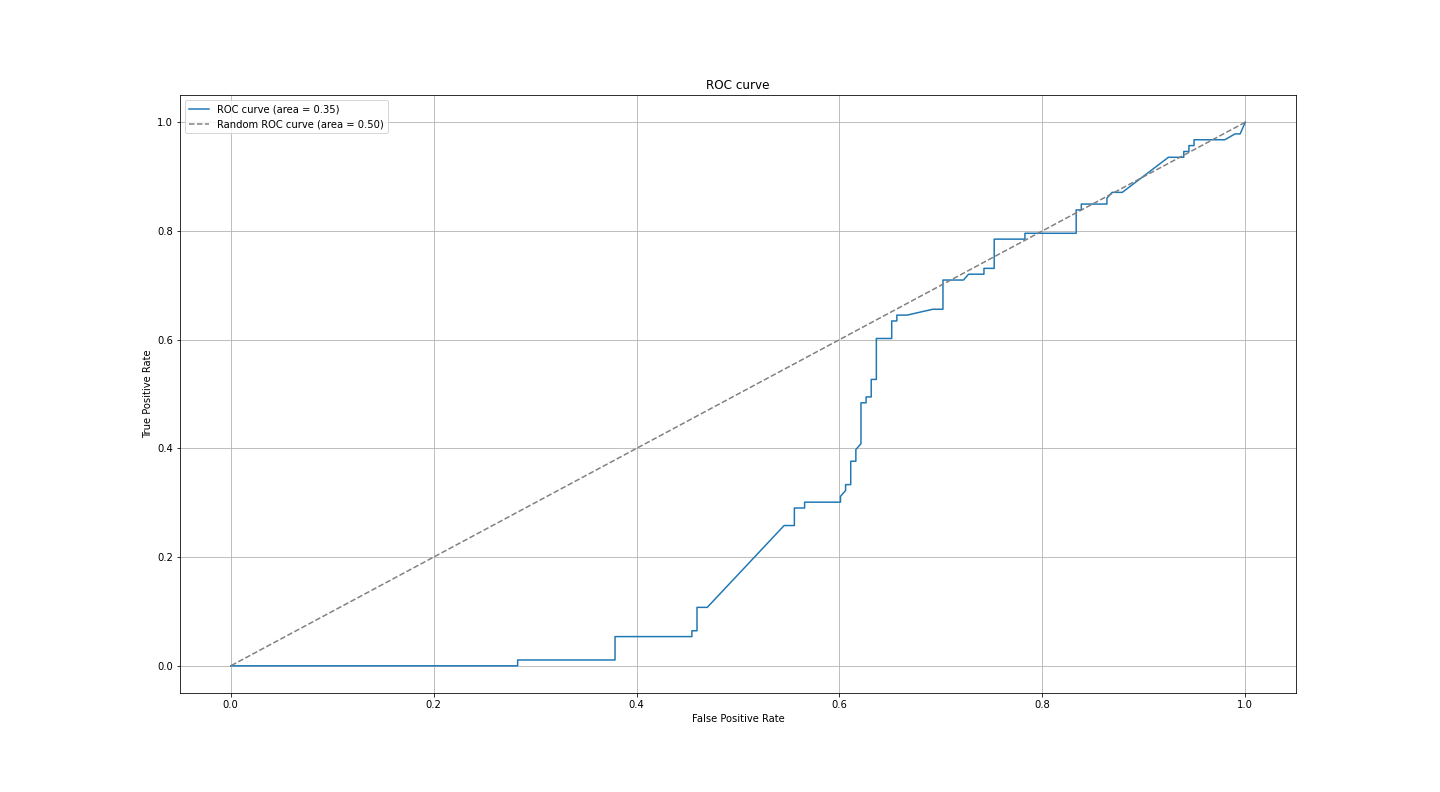 ROC curve
ROC curve (area = 0.35)
Random ROC curve (area = 0.50)
1.0
0.8
0.6
0.4
0.2
0.0
True Positive Rate
0.0 0.2 0.4 0.6 0.8 1.0
False Positive Rate